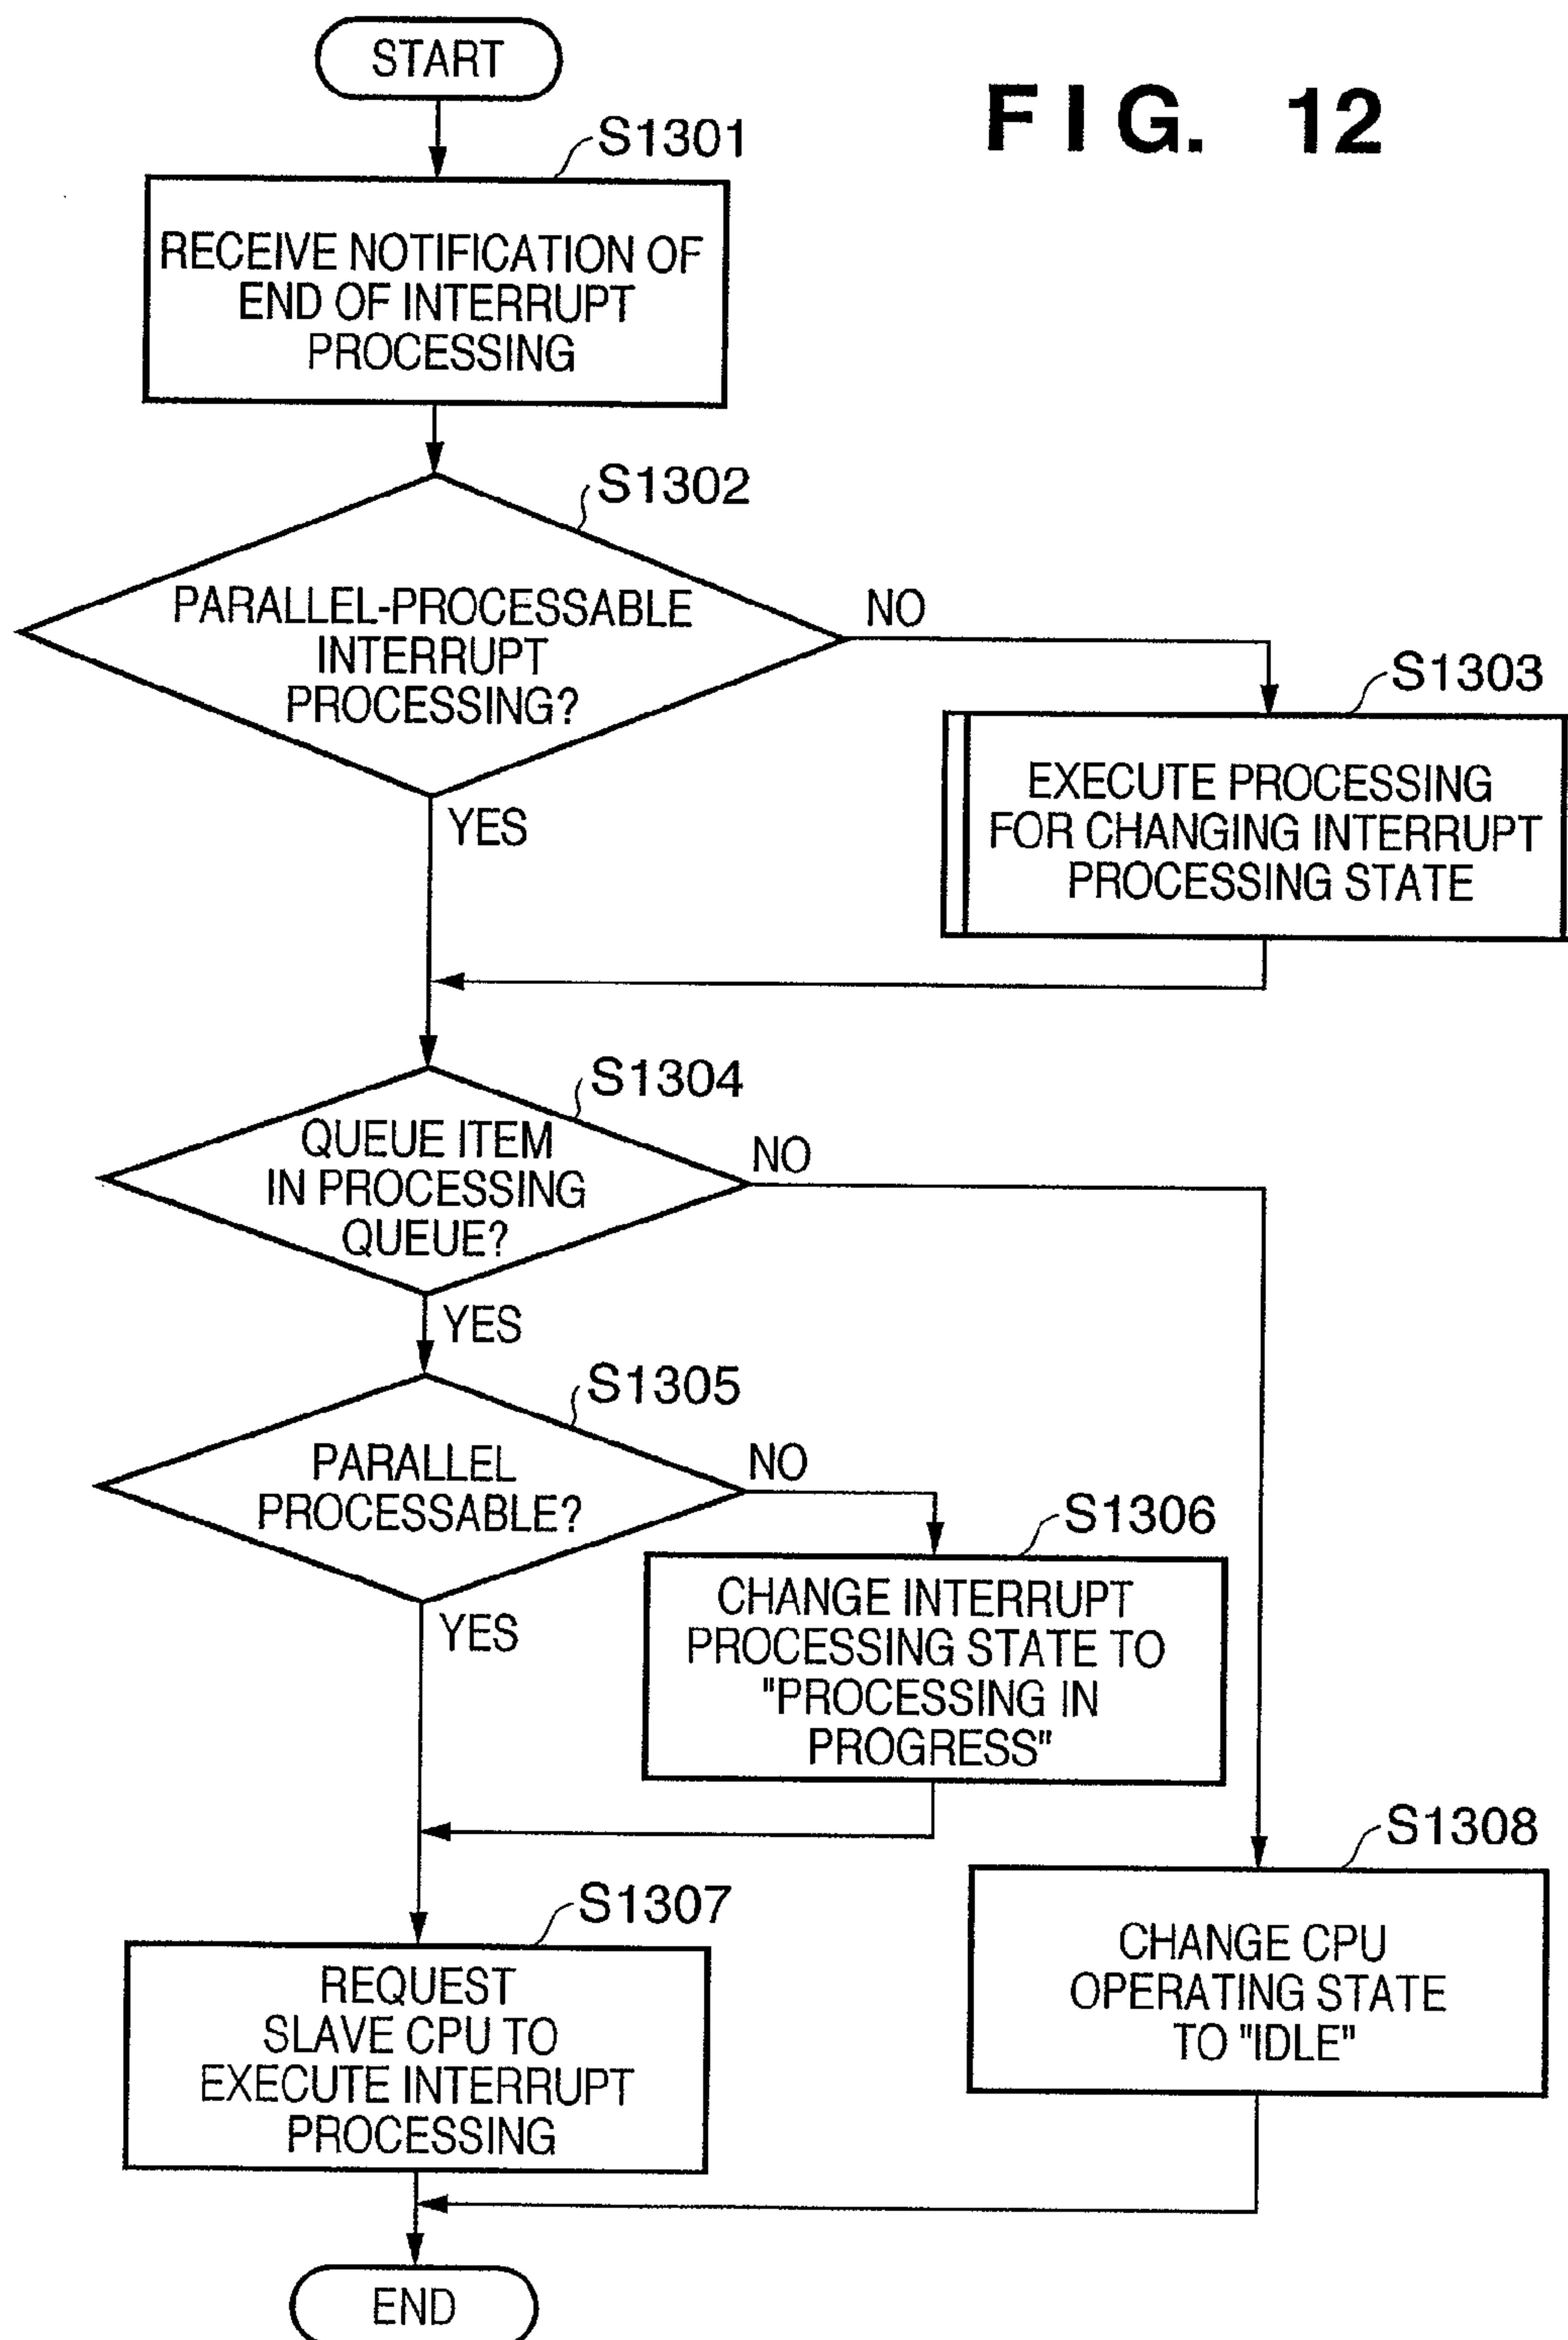 START
FIG. 12
S1301
RECEIVE NOTIFICATION OF
END OF INTERRUPT
PROCESSING
S1302
PARALLEL-PROCESSABLE
INTERRUPT
PROCESSING?
NO
YES
S1303
EXECUTE PROCESSING
FOR CHANGING INTERRUPT
PROCESSING STATE
S1304
QUEUE ITEM
IN PROCESSING
QUEUE?
NO
YES
S1305
PARALLEL
PROCESSABLE?
NO
YES
S1306
CHANGE INTERRUPT
PROCESSING STATE TO
"PROCESSING IN
PROGRESS"
S1307
REQUEST
SLAVE CPU TO
EXECUTE INTERRUPT
PROCESSING
S1308
CHANGE CPU
OPERATING STATE
TO "IDLE"
END